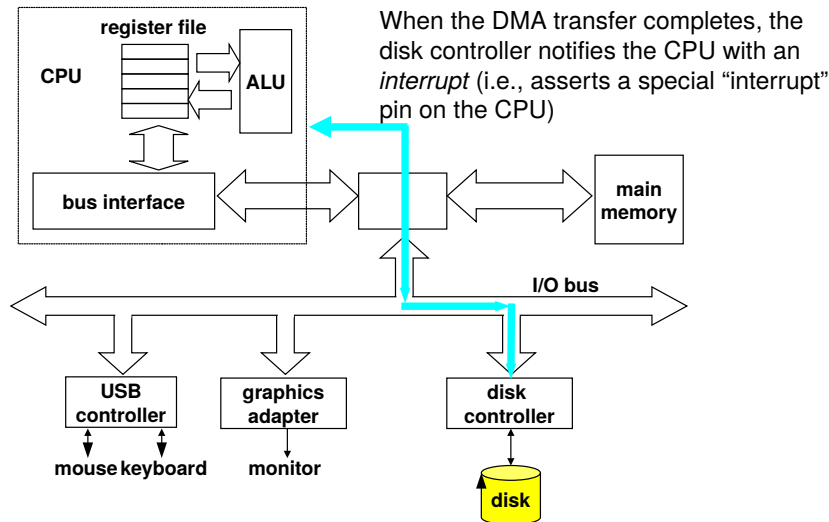 register file
CPU
ALU
When the DMA transfer completes, the
disk controller notifies the CPU with an
interrupt (i.e., asserts a special “interrupt”
pin on the CPU)
bus interface
main
memory
I/O bus
USB
controller
graphics
adapter
disk
controller
mouse keyboard
monitor
disk